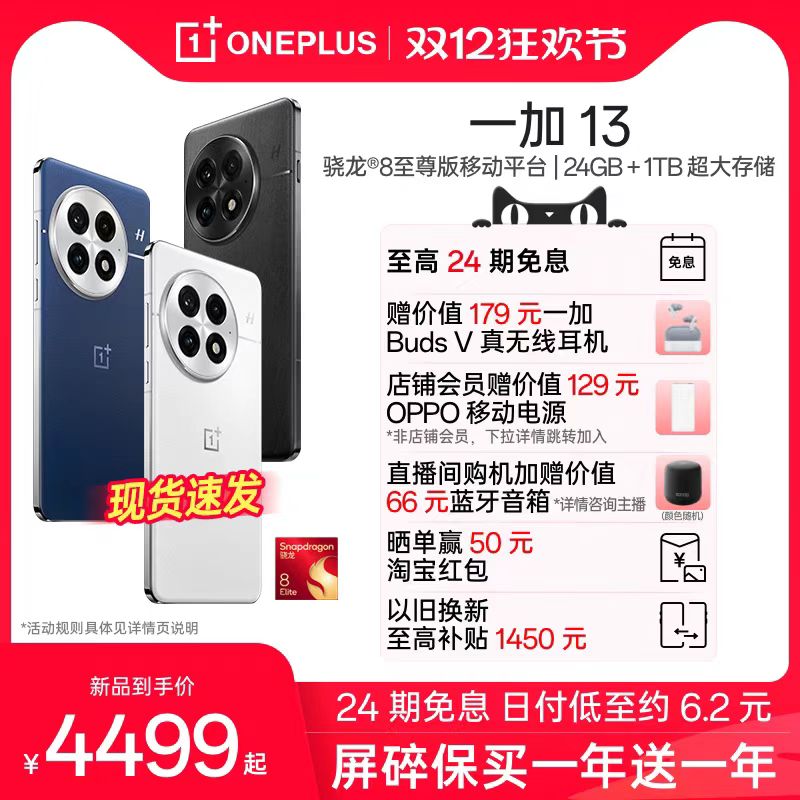 1+ ONEPLUS
双12狂欢节
一加 13
骁龙®8至尊版移动平台 | 24GB + 1TB 超大存储
至高 24 期免息
免息
赠价值 179 元一加
Buds V 真无线耳机
店铺会员赠价值 129 元
OPPO 移动电源
*非店铺会员，下拉详情跳转加入
直播间购机加赠价值
66 元蓝牙音箱 *详情咨询主播
(颜色随机)
晒单赢 50 元
淘宝红包
¥
以旧换新
至高补贴 1450 元
H
1+
H
1+
H
现货速发
Snapdragon
骁龙
8
Elite
*活动规则具体见详情页说明
新品到手价
¥4499起
24 期免息 日付低至约 6.2 元
屏碎保买一年送一年